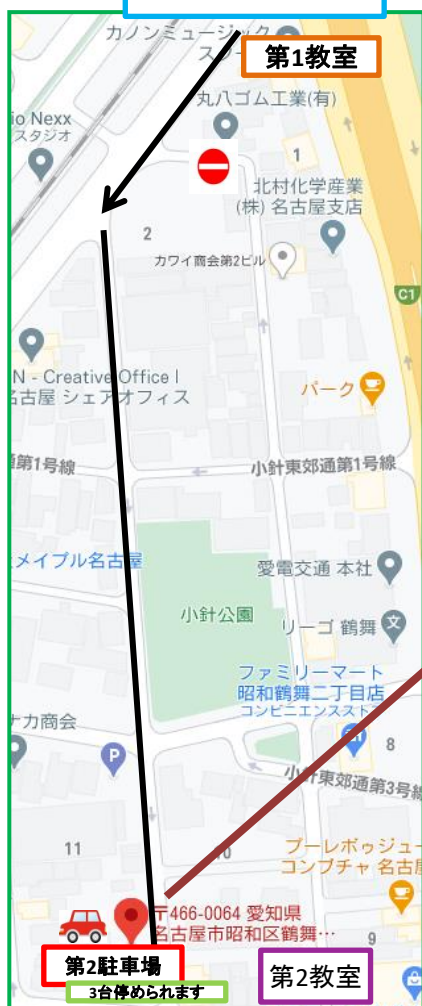 カノンミュージック
スク
第1教室
io Nexx
スタジオ
丸八ゴム工業(有)
1
北村化学産業
(株) 名古屋支店
2
カワイ商会第2ビル
C1
N - Creative Office |
名古屋 シェアオフィス
パーク
第1号線
小針東郊通第1号線
メイプル名古屋
愛電交通 本社
小針公園
リーゴ 鶴舞
文
ファミリーマート
昭和鶴舞二丁目店
コンビニエンススト
ナカ商会
P
8
小針東郊通第3号線
11
10
ブーレボゥジュー
コンプチャ 名古屋
〒466-0064 愛知県
名古屋市昭和区鶴舞…
9
第2駐車場
第2教室
3台停められます